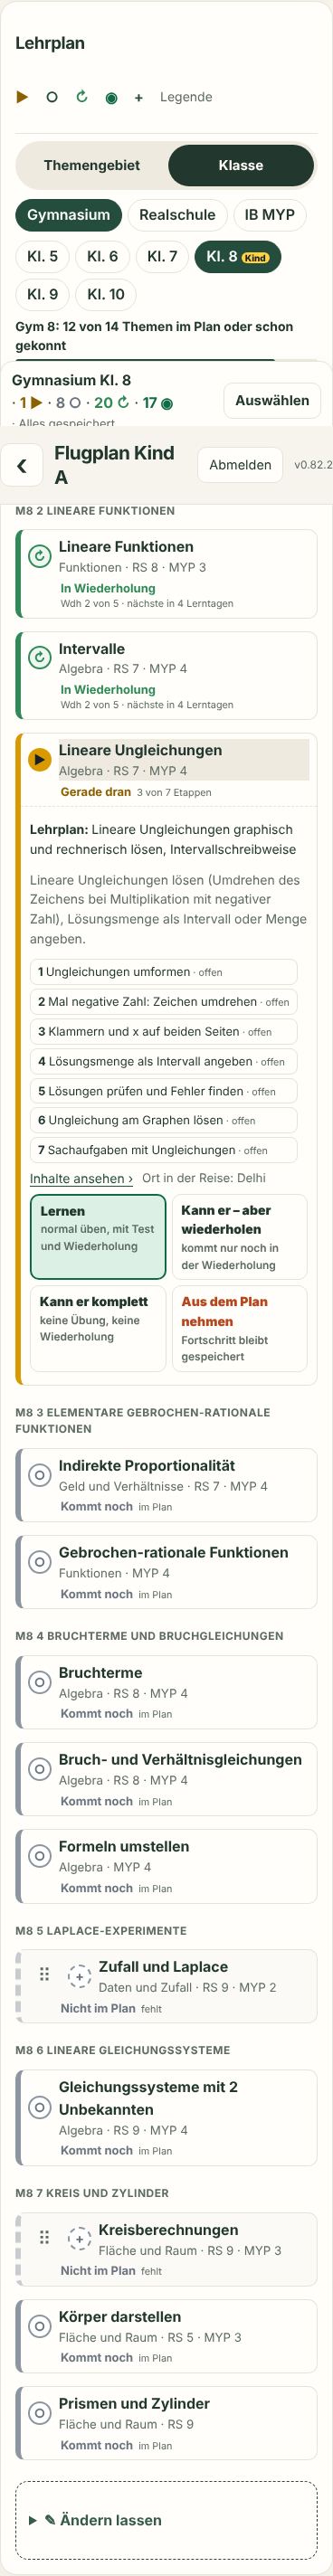 Lehrplan
Legende
Themengebiet Klasse
Gymnasium Realschule IB MYP
Kl. 5 Kl. 6 Kl. 7 Kl. 8 Kind
Kl. 9 Kl. 10
Gym 8: 12 von 14 Themen im Plan oder schon
gekonnt
Gymnasium Kl. 8
· 1 ▶ · 8 ○ · 20 ↻ · 17 ◉
Auswählen
· Alles gespeichert
‹
Flugplan Kind
A
Abmelden
v0.82.2
M8 2 LINEARE FUNKTIONEN
Lineare Funktionen
Funktionen · RS 8 · MYP 3
In Wiederholung
Wdh 2 von 5 · nächste in 4 Lerntagen
Intervalle
Algebra · RS 7 · MYP 4
In Wiederholung
Wdh 2 von 5 · nächste in 4 Lerntagen
Lineare Ungleichungen
Algebra · RS 7 · MYP 4
Gerade dran 3 von 7 Etappen
Lehrplan: Lineare Ungleichungen graphisch
und rechnerisch lösen, Intervallschreibweise
Lineare Ungleichungen lösen (Umdrehen des
Zeichens bei Multiplikation mit negativer
Zahl), Lösungsmenge als Intervall oder Menge
angeben.
1 Ungleichungen umformen · offen
2 Mal negative Zahl: Zeichen umdrehen · offen
3 Klammern und x auf beiden Seiten · offen
4 Lösungsmenge als Intervall angeben · offen
5 Lösungen prüfen und Fehler finden · offen
6 Ungleichung am Graphen lösen · offen
7 Sachaufgaben mit Ungleichungen · offen
Inhalte ansehen › Ort in der Reise: Delhi
Lernen
normal üben, mit Test
und Wiederholung
Kann er – aber
wiederholen
kommt nur noch in
der Wiederholung
Kann er komplett
keine Übung, keine
Wiederholung
Aus dem Plan
nehmen
Fortschritt bleibt
gespeichert
M8 3 ELEMENTARE GEBROCHEN-RATIONALE
FUNKTIONEN
Indirekte Proportionalität
Geld und Verhältnisse · RS 7 · MYP 4
Kommt noch im Plan
Gebrochen-rationale Funktionen
Funktionen · MYP 4
Kommt noch im Plan
M8 4 BRUCHTERME UND BRUCHGLEICHUNGEN
Bruchterme
Algebra · RS 8 · MYP 4
Kommt noch im Plan
Bruch- und Verhältnisgleichungen
Algebra · RS 8 · MYP 4
Kommt noch im Plan
Formeln umstellen
Algebra · MYP 4
Kommt noch im Plan
M8 5 LAPLACE-EXPERIMENTE
Zufall und Laplace
Daten und Zufall · RS 9 · MYP 2
Nicht im Plan fehlt
M8 6 LINEARE GLEICHUNGSSYSTEME
Gleichungssysteme mit 2
Unbekannten
Algebra · RS 9 · MYP 4
Kommt noch im Plan
M8 7 KREIS UND ZYLINDER
Kreisberechnungen
Fläche und Raum · RS 9 · MYP 3
Nicht im Plan fehlt
Körper darstellen
Fläche und Raum · RS 5 · MYP 3
Kommt noch im Plan
Prismen und Zylinder
Fläche und Raum · RS 9
Kommt noch im Plan
▶ ✎ Ändern lassen